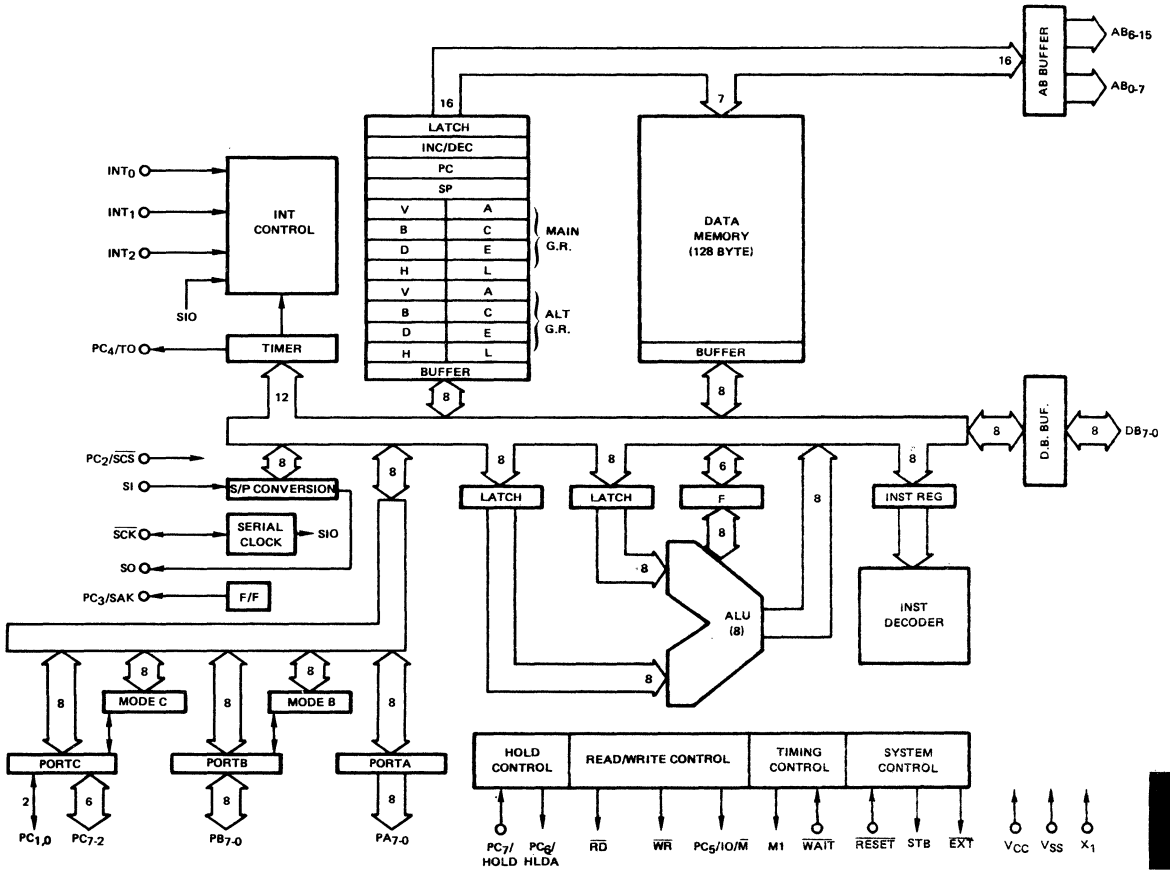 AB6-15
16
AB BUFFER
AB0-7
16
7
LATCH
INC/DEC
PC
SP
V A
B C
D E
H L
MAIN
G.R.
V A
B C
D E
H L
ALT
G.R.
BUFFER
DATA
MEMORY
(128 BYTE)
BUFFER
INT0
INT1
INT2
SIO
INT
CONTROL
PC4/TO
TIMER
12
8
8
8
D.B. BUF.
8
DB7-0
PC2/SCS
SI
8
S/P CONVERSION
8
SCK
SERIAL
CLOCK
SIO
SO
PC3/SAK
F/F
8
LATCH
8
LATCH
6
F
8
8
8
INST REG
8
8
ALU
(8)
INST
DECODER
8
8
MODE C
8
8
MODE B
8
PORTC
PORTB
PORTA
2
6
8
8
PC1,0
PC7-2
PB7-0
PA7-0
HOLD
CONTROL
READ/WRITE CONTROL
TIMING
CONTROL
SYSTEM
CONTROL
PC7/
HOLD
PC6/
HLDA
RD
WR
PC5/IO/M
M1
WAIT
RESET
STB
EXT
VCC
VSS
X1